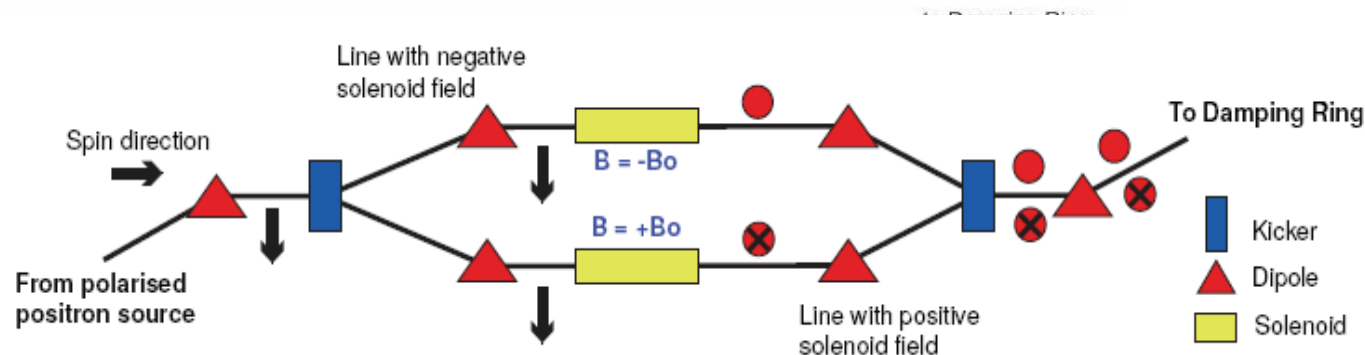 Line with negative
solenoid field
Spin direction
To Damping Ring
B = -Bo
B = +Bo
From polarised
positron source
Line with positive
solenoid field
Kicker
Dipole
Solenoid